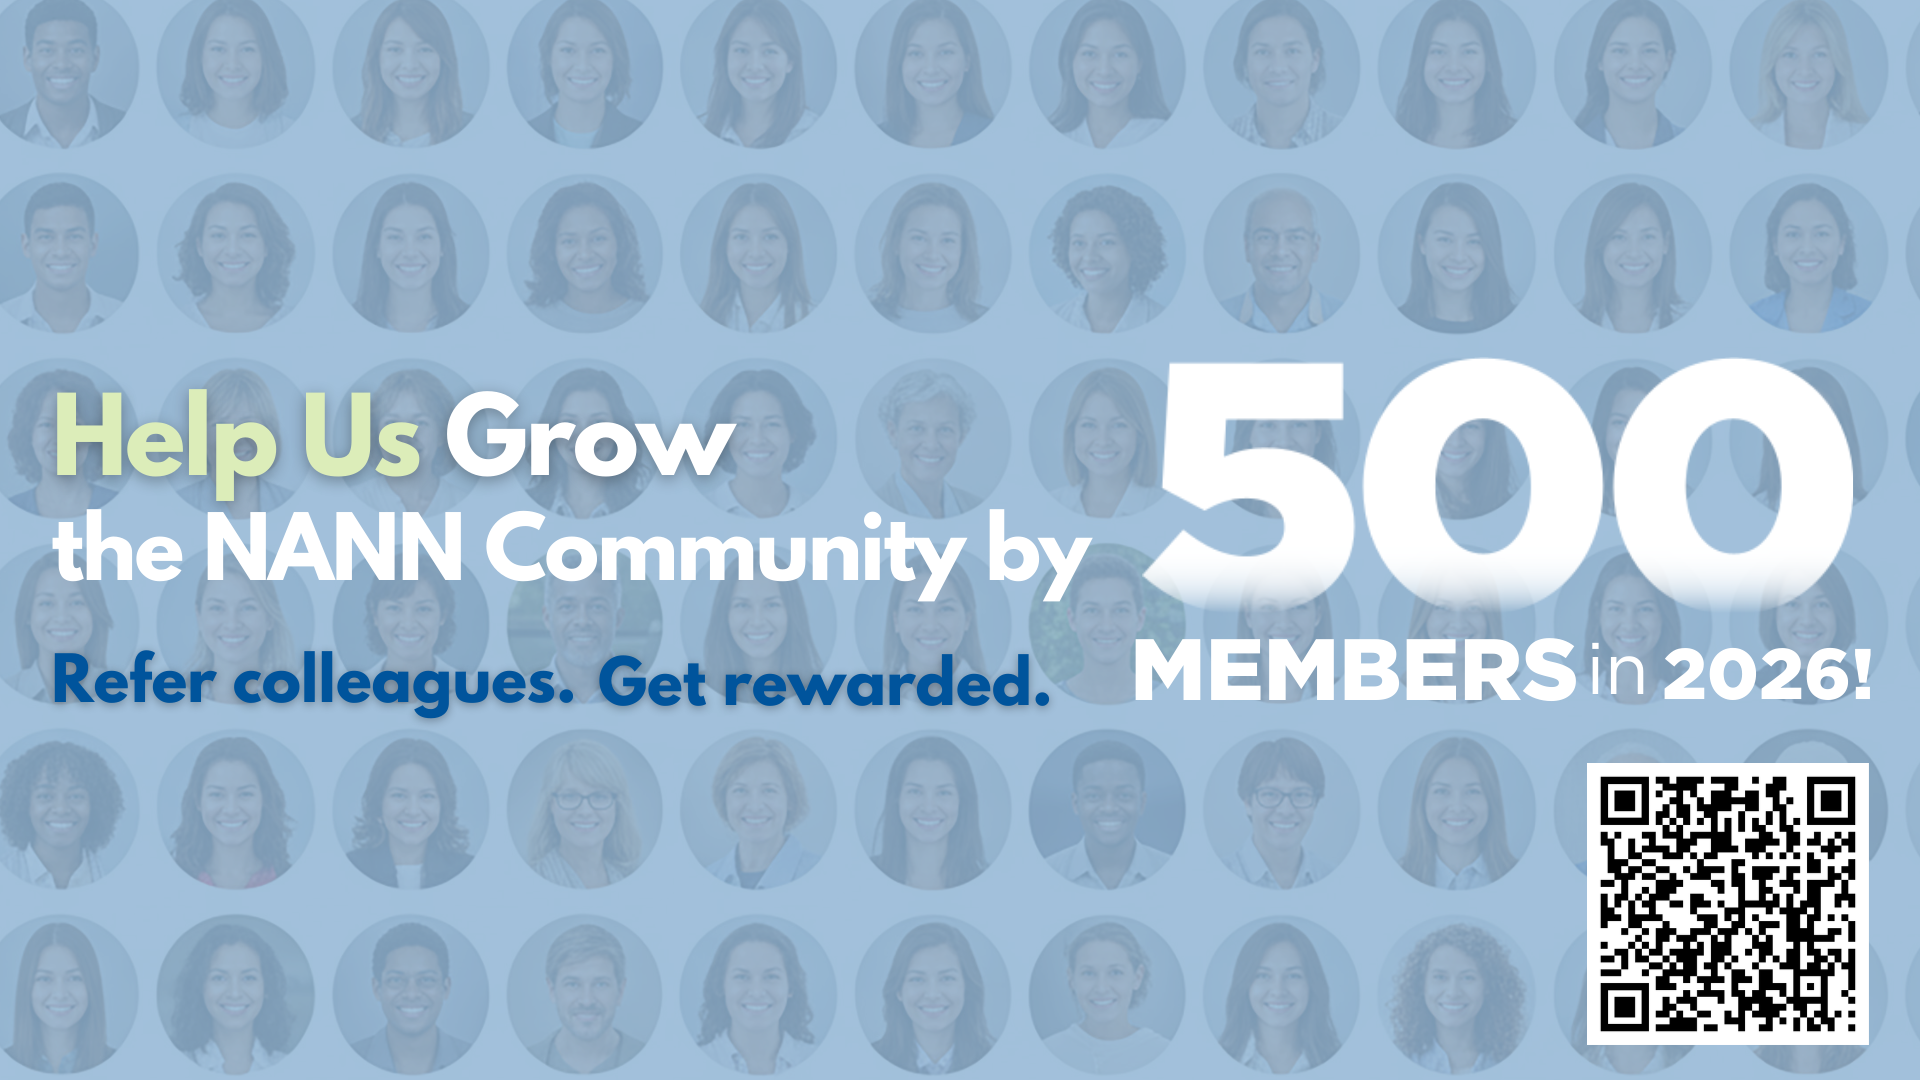 Help Us Grow
the NANN Community by
500
MEMBERS in 2026!
Refer colleagues. Get rewarded.